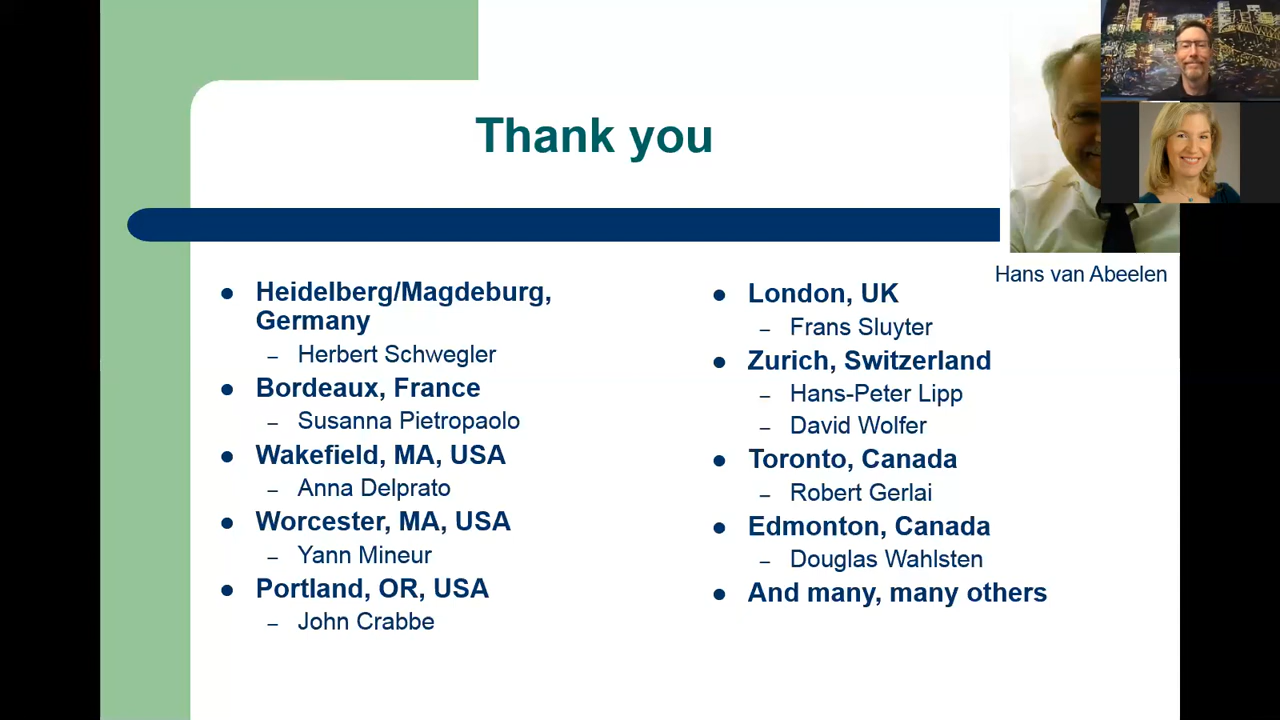 Thank you
Hans van Abeelen
Heidelberg/Magdeburg,
Germany
– Herbert Schwegler
Bordeaux, France
– Susanna Pietropaolo
Wakefield, MA, USA
– Anna Delprato
Worcester, MA, USA
– Yann Mineur
Portland, OR, USA
– John Crabbe
London, UK
– Frans Sluyter
Zurich, Switzerland
– Hans-Peter Lipp
– David Wolfer
Toronto, Canada
– Robert Gerlai
Edmonton, Canada
– Douglas Wahlsten
And many, many others